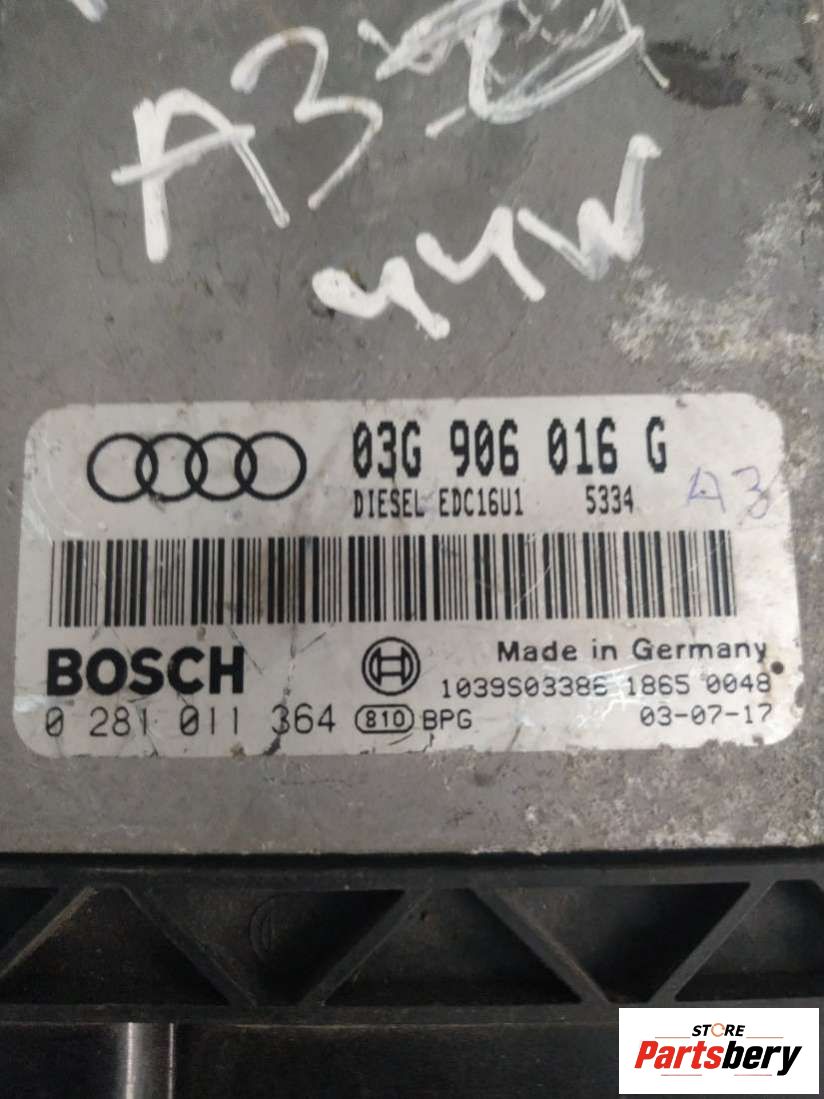 A3
44W
03G 906 016 G
DIESEL EDC16U1 5334
A3
BOSCH
Made in Germany
1039S03386 1865 0048
0 281 011 364 810 BPG 03-07-17
STORE
Partsbery